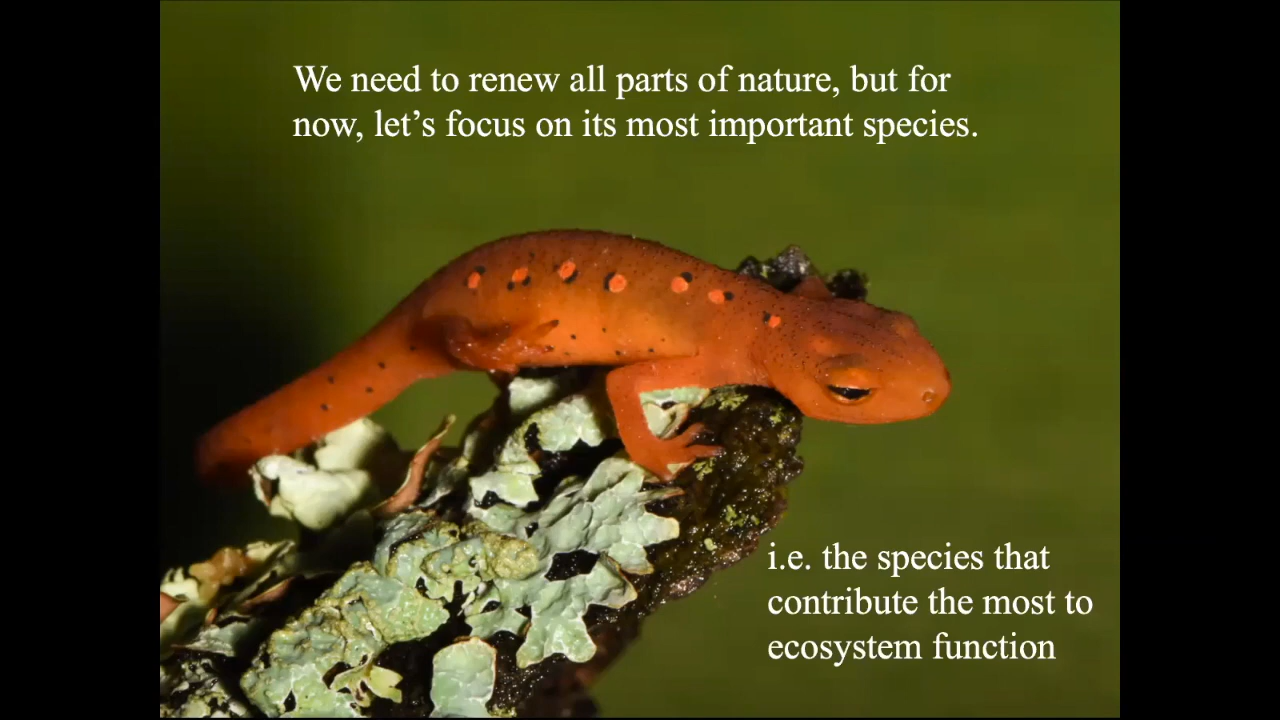 We need to renew all parts of nature, but for
now, let’s focus on its most important species.
i.e. the species that
contribute the most to
ecosystem function